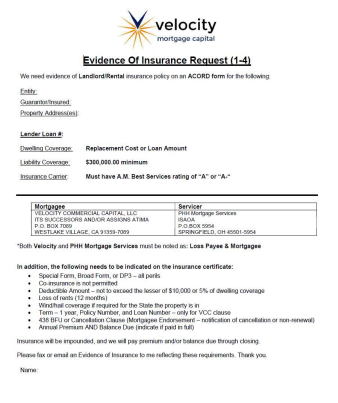 velocity
mortgage capital
Evidence Of Insurance Request (1-4)
We need evidence of Landlord/Rental insurance policy on an ACORD form for the following:
Entity:
Guarantor/Insured:
Property Address(es):
Lender Loan #:
Dwelling Coverage: Replacement Cost or Loan Amount
Liability Coverage: $300,000.00 minimum
Insurance Carrier: Must have A.M. Best Services rating of "A" or "A-"
Mortgagee Servicer
VELOCITY COMMERCIAL CAPITAL, LLC PHH Mortgage Services
ITS SUCCESSORS AND/OR ASSIGNS ATIMA ISAOA
P.O. BOX 7089 P.O.BOX 5954
WESTLAKE VILLAGE, CA 91359-7089 SPRINGFIELD, OH 45501-5954
*Both Velocity and PHH Mortgage Services must be noted as: Loss Payee & Mortgagee
In addition, the following needs to be indicated on the insurance certificate:
• Special Form, Broad Form, or DP3 – all perils
• Co-insurance is not permitted
• Deductible Amount – not to exceed the lesser of $10,000 or 5% of dwelling coverage
• Loss of rents (12 months)
• Wind/hail coverage if required for the State the property is in
• Term – 1 year, Policy Number, and Loan Number – only for VCC clause
• 438 BFU or Cancellation Clause (Mortgagee Endorsement – notification of cancellation or non-renewal)
• Annual Premium AND Balance Due (indicate if paid in full)
Insurance will be impounded, and we will pay premium and/or balance due through closing.
Please fax or email an Evidence of Insurance to me reflecting these requirements. Thank you.
Name: